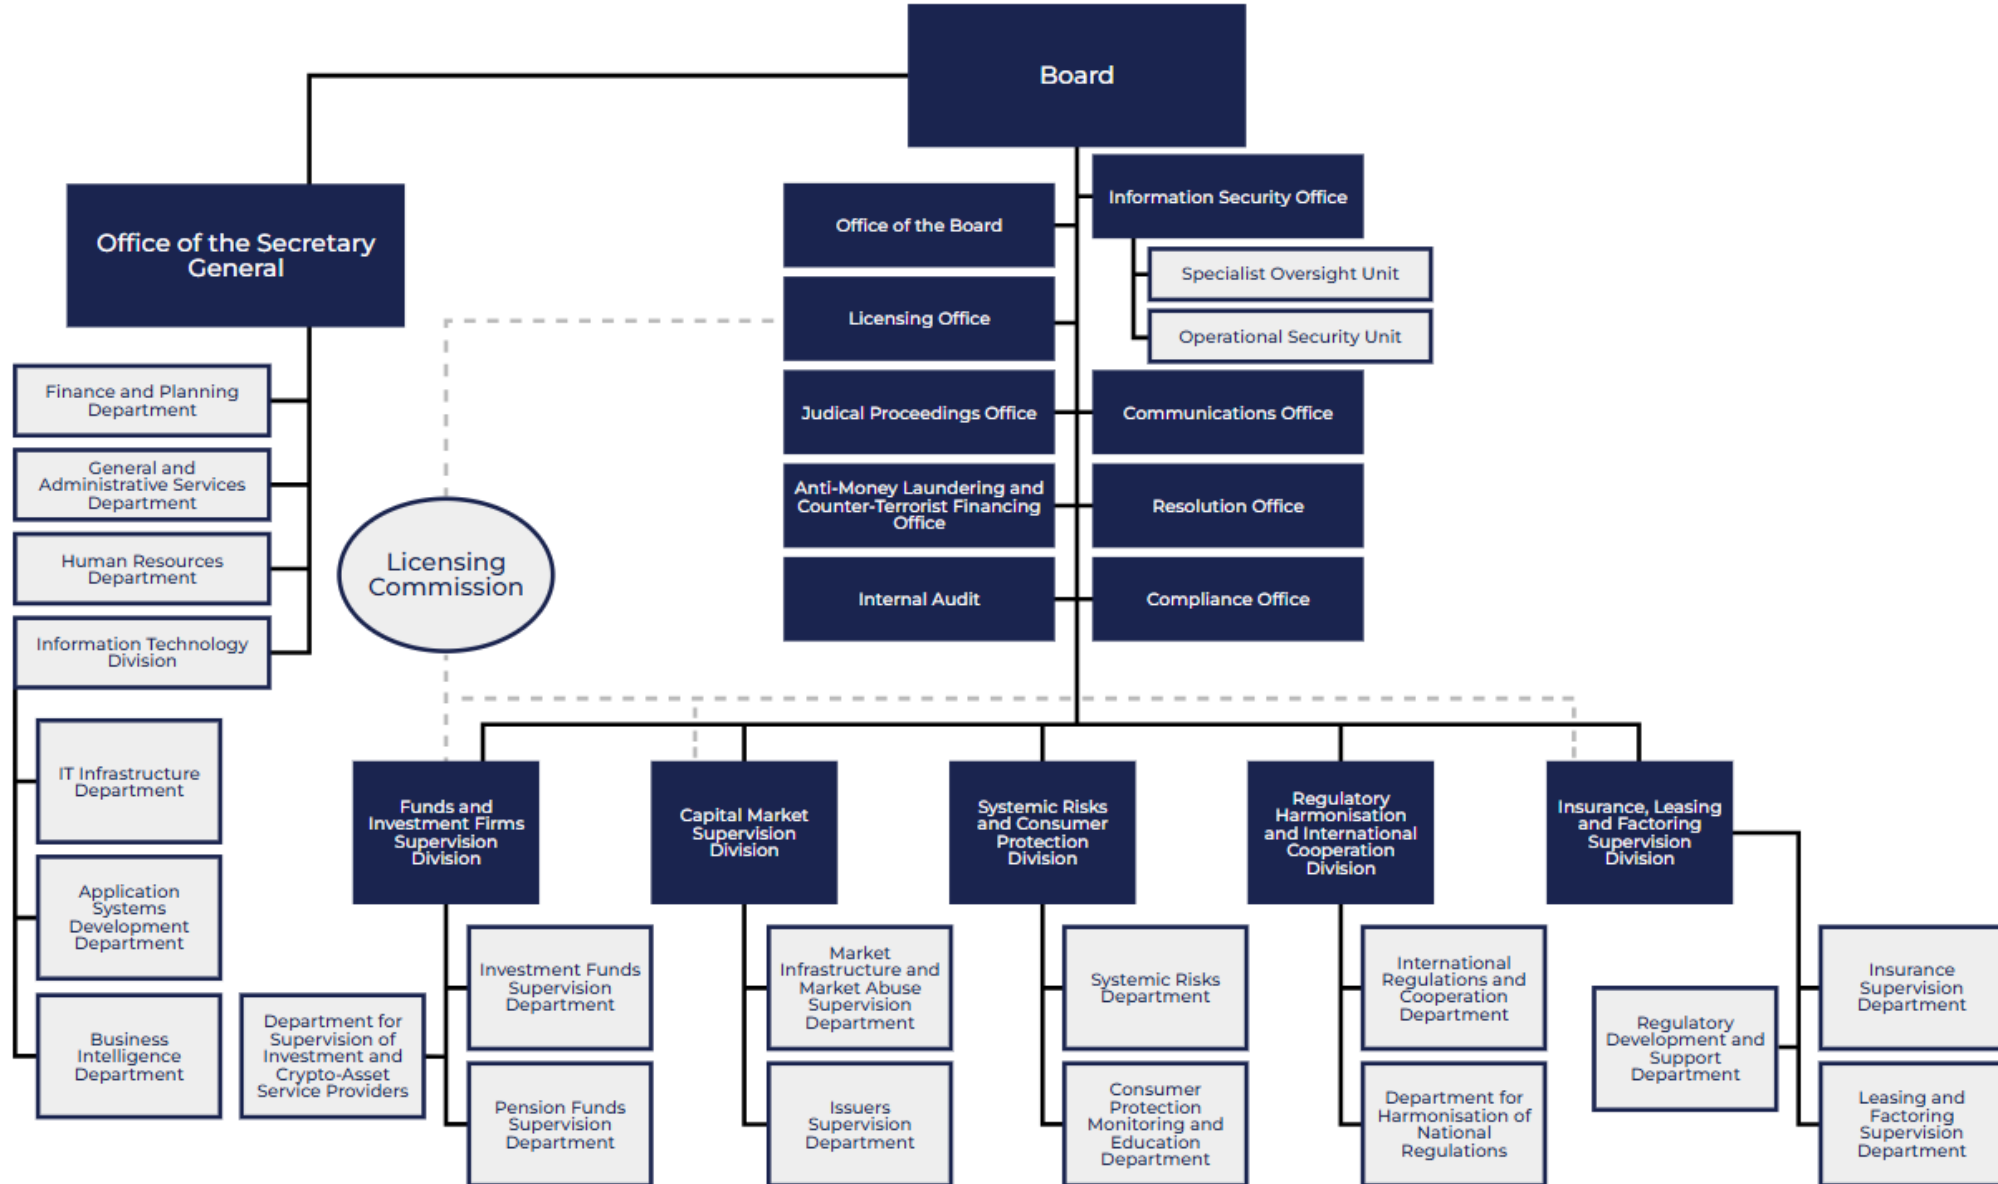 Board
Office of the Secretary
General
Information Security Office
Office of the Board
Specialist Oversight Unit
Licensing Office
Operational Security Unit
Finance and Planning
Department
Judical Proceedings Office
Communications Office
General and
Administrative Services
Department
Anti-Money Laundering and
Counter-Terrorist Financing
Office
Resolution Office
Human Resources
Department
Licensing
Commission
Internal Audit
Compliance Office
Information Technology
Division
IT Infrastructure
Department
Application
Systems
Development
Department
Business
Intelligence
Department
Funds and
Investment Firms
Supervision
Division
Capital Market
Supervision
Division
Systemic Risks
and Consumer
Protection
Division
Regulatory
Harmonisation
and International
Cooperation
Division
Insurance, Leasing
and Factoring
Supervision
Division
Department for
Supervision of
Investment and
Crypto-Asset
Service Providers
Investment Funds
Supervision
Department
Pension Funds
Supervision
Department
Market
Infrastructure and
Market Abuse
Supervision
Department
Issuers
Supervision
Department
Systemic Risks
Department
Consumer
Protection
Monitoring and
Education
Department
International
Regulations and
Cooperation
Department
Department for
Harmonisation of
National
Regulations
Regulatory
Development and
Support
Department
Insurance
Supervision
Department
Leasing and
Factoring
Supervision
Department